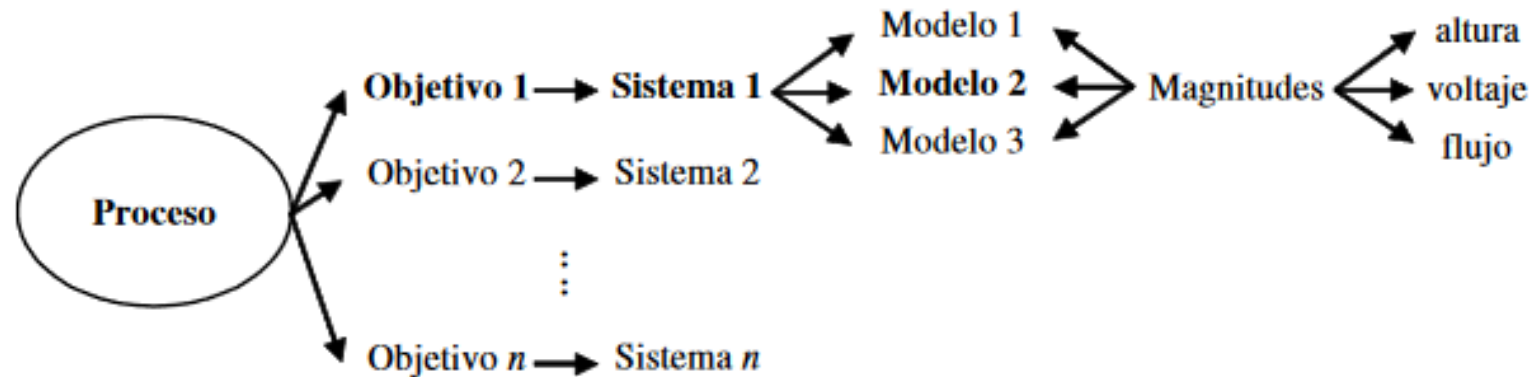 Modelo 1
altura
Objetivo 1 Sistema 1 Modelo 2 Magnitudes voltaje
Modelo 3
flujo
Objetivo 2 Sistema 2
Proceso
Objetivo n Sistema n